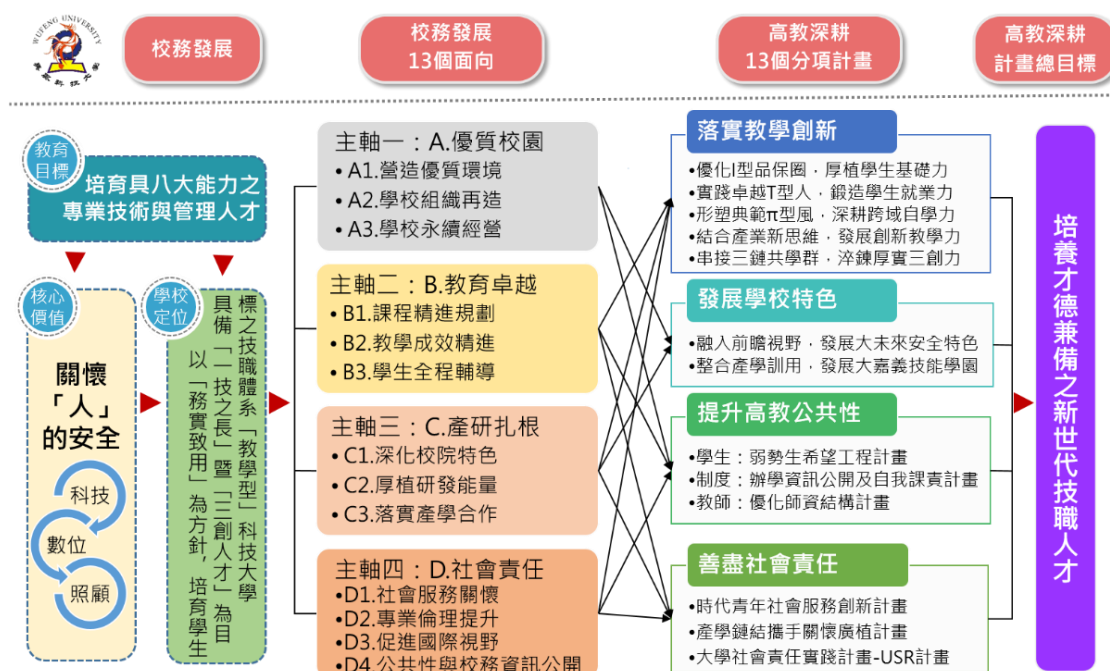 WUFENG UNIVERSITY
吳鳳科技大學
校務發展
校務發展
13個面向
高教深耕
13個分項計畫
高教深耕
計畫總目標
教育
目標
培育具八大能力之
專業技術與管理人才
核心
價值
關懷
「人」
的安全
科技
數位
照顧
學校
定位
以「務實致用」為方針，培育學生
具備「一技之長」暨「三創人才」為目
標之技職體系「教學型」科技大學
主軸一：A.優質校園
•A1.營造優質環境
•A2.學校組織再造
•A3.學校永續經營
主軸二：B.教育卓越
•B1.課程精進規劃
•B2.教學成效精進
•B3.學生全程輔導
主軸三：C.產研扎根
•C1.深化校院特色
•C2.厚植研發能量
•C3.落實產學合作
主軸四：D.社會責任
•D1.社會服務關懷
•D2.專業倫理提升
•D3.促進國際視野
•D4.公共性與校務資訊公開
落實教學創新
•優化I型品保圈，厚植學生基礎力
•實踐卓越T型人，鍛造學生就業力
•形塑典範π型風，深耕跨域自學力
•結合產業新思維，發展創新教學力
•串接三鏈共學群，淬鍊厚實三創力
發展學校特色
•融入前瞻視野，發展大未來安全特色
•整合產學訓用，發展大嘉義技能學園
提升高教公共性
•學生：弱勢生希望工程計畫
•制度：辦學資訊公開及自我課責計畫
•教師：優化師資結構計畫
善盡社會責任
•時代青年社會服務創新計畫
•產學鏈結攜手關懷廣植計畫
•大學社會責任實踐計畫-USR計畫
培養才德兼備之新世代技職人才